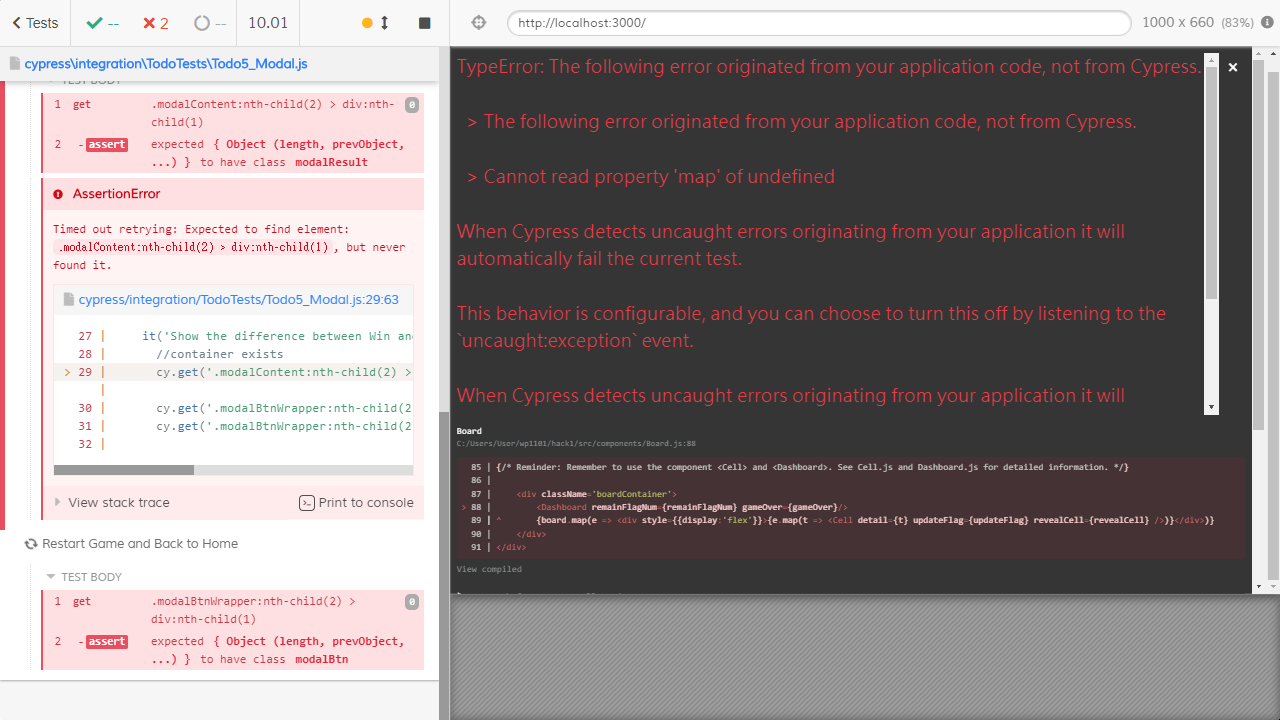 Tests
--
2
--
10.01
http://localhost:3000/
1000 x 660 (83%)
cypress\integration\TodoTests\Todo5_Modal.js
TEST BODY
1 get .modalContent:nth-child(2) > div:nth- 0
child(1)
2 -assert expected { Object (length, prevObject,
...) } to have class modalResult
AssertionError
Timed out retrying: Expected to find element:
.modalContent:nth-child(2) > div:nth-child(1) , but never
found it.
cypress/integration/TodoTests/Todo5_Modal.js:29:63
27 | it('Show the difference between Win an
28 | //container exists
> 29 | cy.get('.modalContent:nth-child(2) >
|
30 | cy.get('.modalBtnWrapper:nth-child(2
31 | cy.get('.modalBtnWrapper:nth-child(2
32 |
View stack trace
Print to console
Restart Game and Back to Home
TEST BODY
1 get .modalBtnWrapper:nth-child(2) > 0
div:nth-child(1)
2 -assert expected { Object (length, prevObject,
...) } to have class modalBtn
TypeError: The following error originated from your application code, not from Cypress.
> The following error originated from your application code, not from Cypress.
> Cannot read property 'map' of undefined
When Cypress detects uncaught errors originating from your application it will
automatically fail the current test.
This behavior is configurable, and you can choose to turn this off by listening to the
`uncaught:exception` event.
When Cypress detects uncaught errors originating from your application it will
Board
C:/Users/User/wp1101/hack1/src/components/Board.js:88
85 | {/* Reminder: Remember to use the component <Cell> and <Dashboard>. See Cell.js and Dashboard.js for detailed information. */}
86 |
87 | <div className='boardContainer'>
> 88 | <Dashboard remainFlagNum={remainFlagNum} gameOver={gameOver}/>
89 | ^ {board.map(e => <div style={{display:'flex'}}>{e.map(t => <Cell detail={t} updateFlag={updateFlag} revealCell={revealCell} />)}</div>)}
90 | </div>
91 | </div>
View compiled